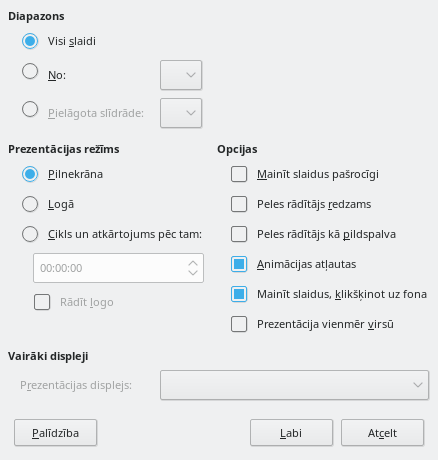 Diapazons
Visi slaidi
No:
Pielāgota slīdrāde:
Prezentācijas režīms
Pilnekrāna
Logā
Cikls un atkārtojums pēc tam:
00:00:00
Rādīt logo
Opcijas
Mainīt slaidus pašrocīgi
Peles rādītājs redzams
Peles rādītājs kā pildspalva
Animācijas atļautas
Mainīt slaidus, klikšķinot uz fona
Prezentācija vienmēr virsū
Vairāki displeji
Prezentācijas displejs:
Palīdzība
Labi
Atcelt